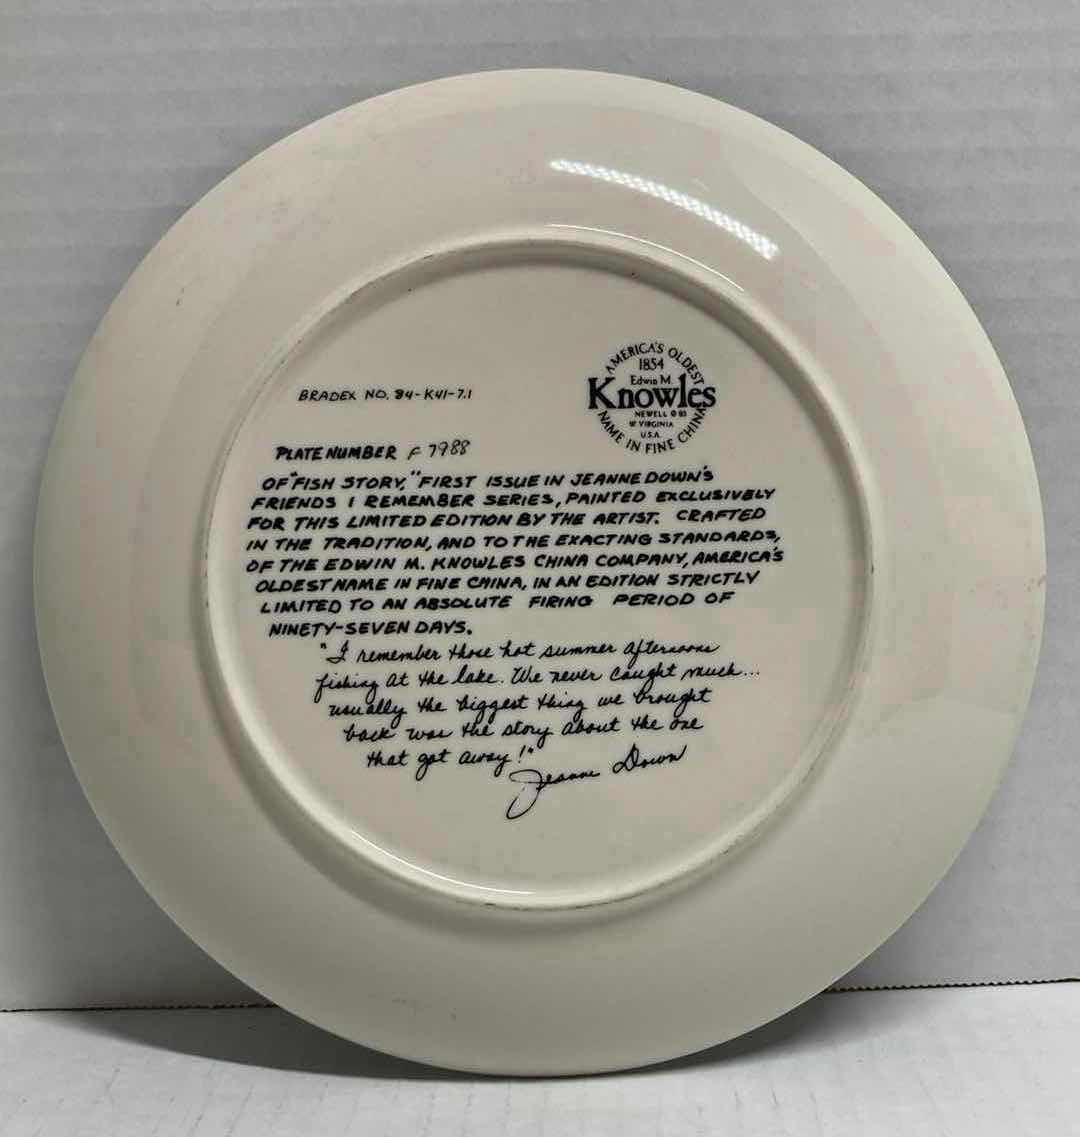 AMERICA'S OLDEST
1854
Edwin M.
Knowles
NEWELL © 83
W VIRGINIA
U.S.A.
NAME IN FINE CHINA
BRADEX NO. 84-K41-7.1
PLATE NUMBER F 7988
OF "FISH STORY," FIRST ISSUE IN JEANNE DOWN'S
FRIENDS I REMEMBER SERIES, PAINTED EXCLUSIVELY
FOR THIS LIMITED EDITION BY THE ARTIST. CRAFTED
IN THE TRADITION, AND TO THE EXACTING STANDARDS,
OF THE EDWIN M. KNOWLES CHINA COMPANY, AMERICA'S
OLDEST NAME IN FINE CHINA, IN AN EDITION STRICTLY
LIMITED TO AN ABSOLUTE FIRING PERIOD OF
NINETY-SEVEN DAYS.
"I remember those hot summer afternoons
fishing at the lake. We never caught much...
usually the biggest thing we brought
back was the story about the one
that got away!"
Jeanne Down